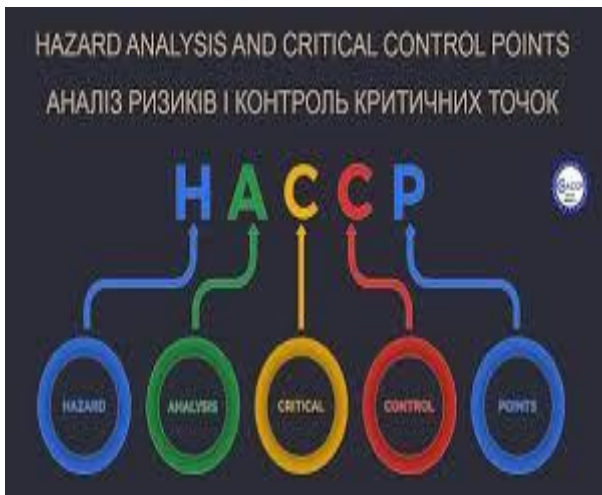 HAZARD ANALYSIS AND CRITICAL CONTROL POINTS
АНАЛІЗ РИЗИКІВ І КОНТРОЛЬ КРИТИЧНИХ ТОЧОК
HACCP
HAZARD ANALYSIS CRITICAL CONTROL POINTS